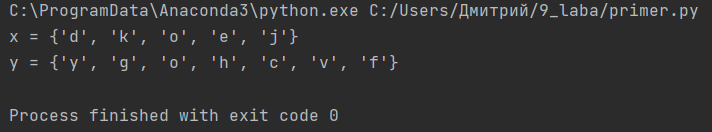 C:\ProgramData\Anaconda3\python.exe C:/Users/Дмитрий/9_laba/primer.py
x = {'d', 'k', 'o', 'e', 'j'}
y = {'y', 'g', 'o', 'h', 'c', 'v', 'f'}
Process finished with exit code 0